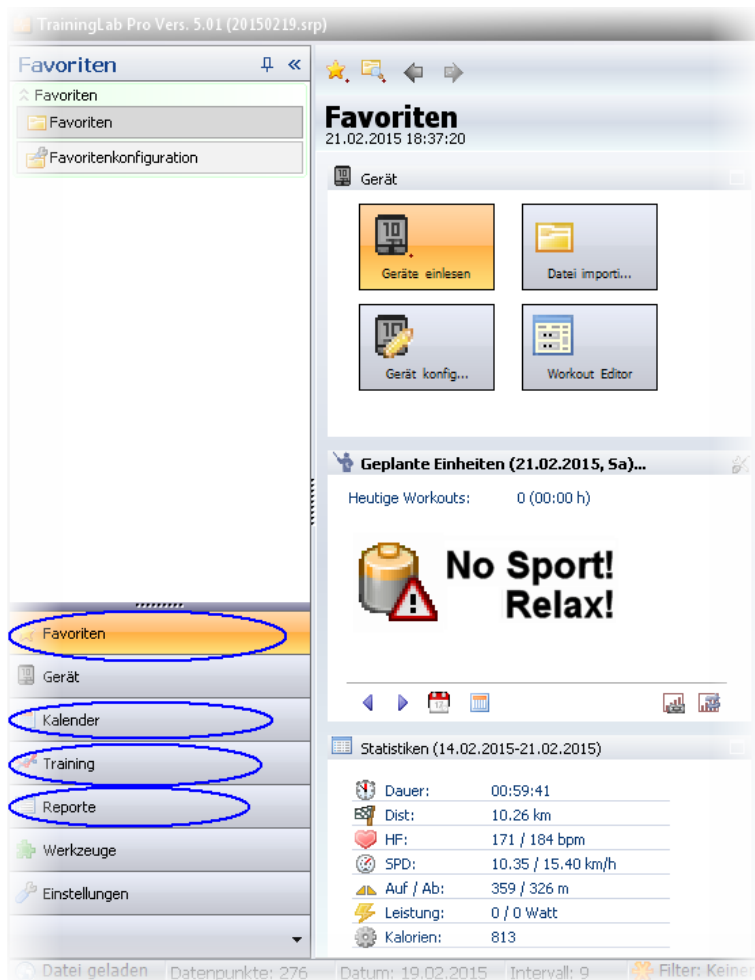 TrainingLab Pro Vers. 5.01 (20150219.srp)
Favoriten
Favoriten
Favoriten
Favoritenkonfiguration
Favoriten
Gerät
Kalender
Training
Reporte
Werkzeuge
Einstellungen
Favoriten
21.02.2015 18:37:20
Gerät
Geräte einlesen
Datei importi...
Gerät konfig...
Workout Editor
Geplante Einheiten (21.02.2015, Sa)...
Heutige Workouts: 0 (00:00 h)
No Sport!
Relax!
Statistiken (14.02.2015-21.02.2015)
Dauer: 00:59:41
Dist: 10.26 km
HF: 171 / 184 bpm
SPD: 10.35 / 15.40 km/h
Auf / Ab: 359 / 326 m
Leistung: 0 / 0 Watt
Kalorien: 813
Datei geladen Datenpunkte: 276 Datum: 19.02.2015 Intervall: 9 Filter: Keine